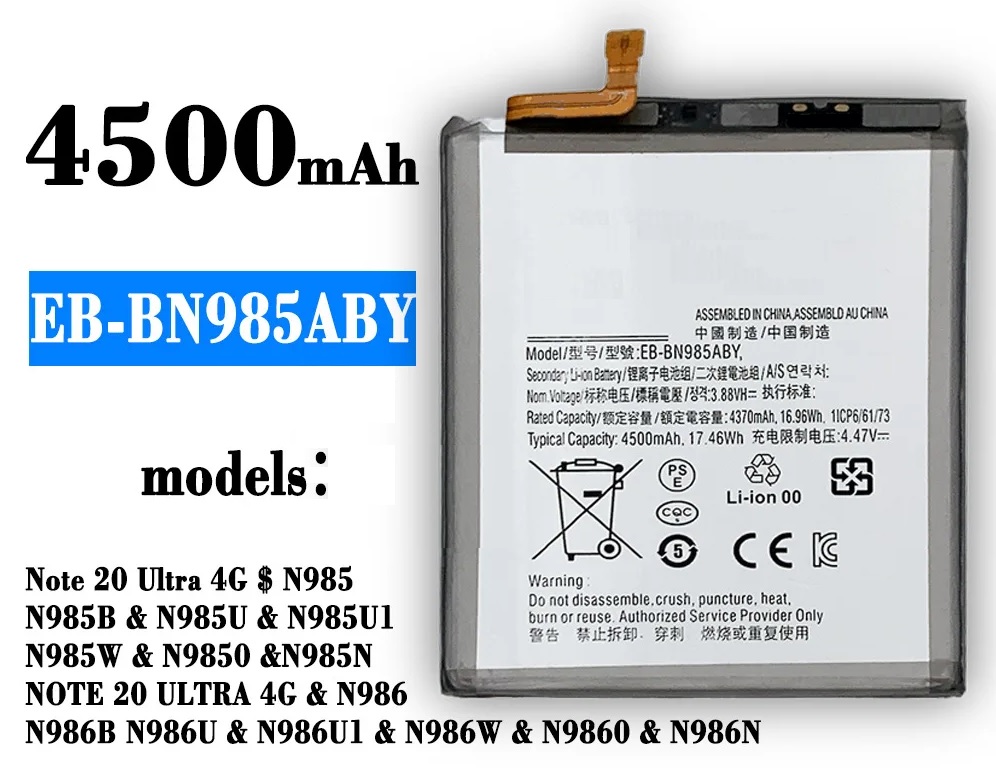 4500mAh
EB-BN985ABY
models:
Note 20 Ultra 4G $ N985
N985B & N985U & N985U1
N985W & N9850 &N985N
NOTE 20 ULTRA 4G & N986
N986B N986U & N986U1 & N986W & N9860 & N986N
ASSEMBLED IN CHINA,ASSEMBLD AU CHINA
中國制造/中国制造
Model/型号/型號:EB-BN985ABY,
Secondary Li-ion Battery/锂离子电池组/二次鋰電池組/A/S연락처:
Nom.Voltage/标称电压/標稱電壓/정격:3.88VH⎓ 执行标准:
Rated Capacity/额定容量/額定電容量:4370mAh, 16.96Wh, 1ICP6/61/73
Typical Capacity: 4500mAh, 17.46Wh 充电限制电压:4.47V⎓
PS
E
CQC
Li-ion 00
5
CE
Warning:
Do not disassemble,crush, puncture, heat,
burn or reuse. Authorized Service Provider Only
警告 禁止拆卸、穿刺 燃烧或重复使用